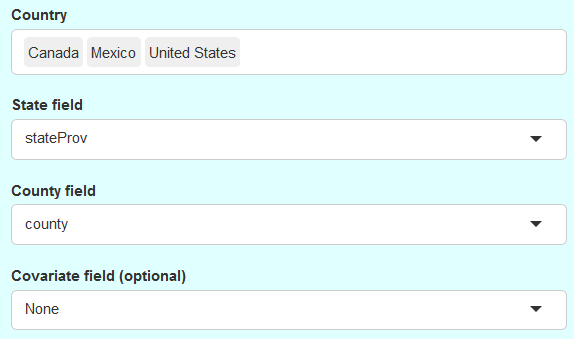 Country
Canada Mexico United States
State field
stateProv
County field
county
Covariate field (optional)
None